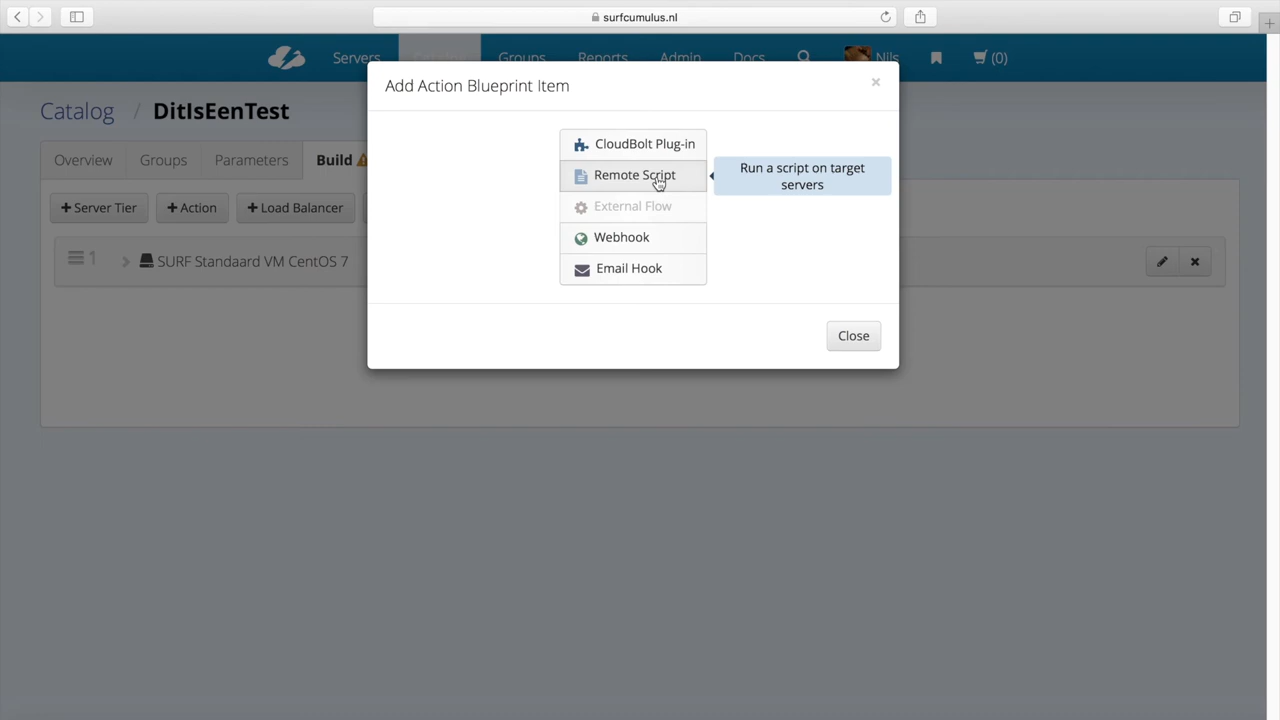 surfcumulus.nl
Servers
Groups
Reports
Admin
Docs
Nils
(0)
Add Action Blueprint Item
×
Catalog / DitIsEenTest
Overview
Groups
Parameters
Build
+ Server Tier
+ Action
+ Load Balancer
1
SURF Standaard VM CentOS 7
CloudBolt Plug-in
Remote Script
Run a script on target
servers
External Flow
Webhook
Email Hook
Close